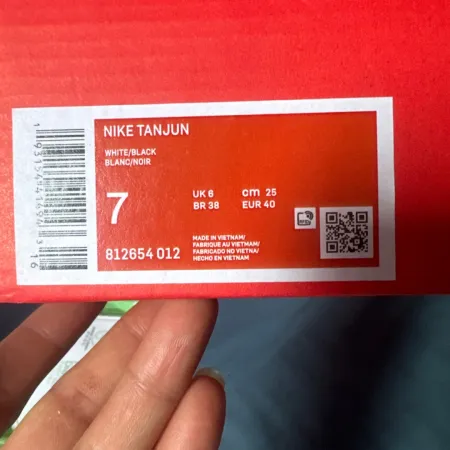 NIKE TANJUN
WHITE/BLACK
BLANC/NOIR
7
UK 6 cm 25
BR 38 EUR 40
812654 012
MADE IN VIETNAM/
FABRIQUE AU VIETNAM/
FABRICADO NO VIETNÃ/
HECHO EN VIETNAM